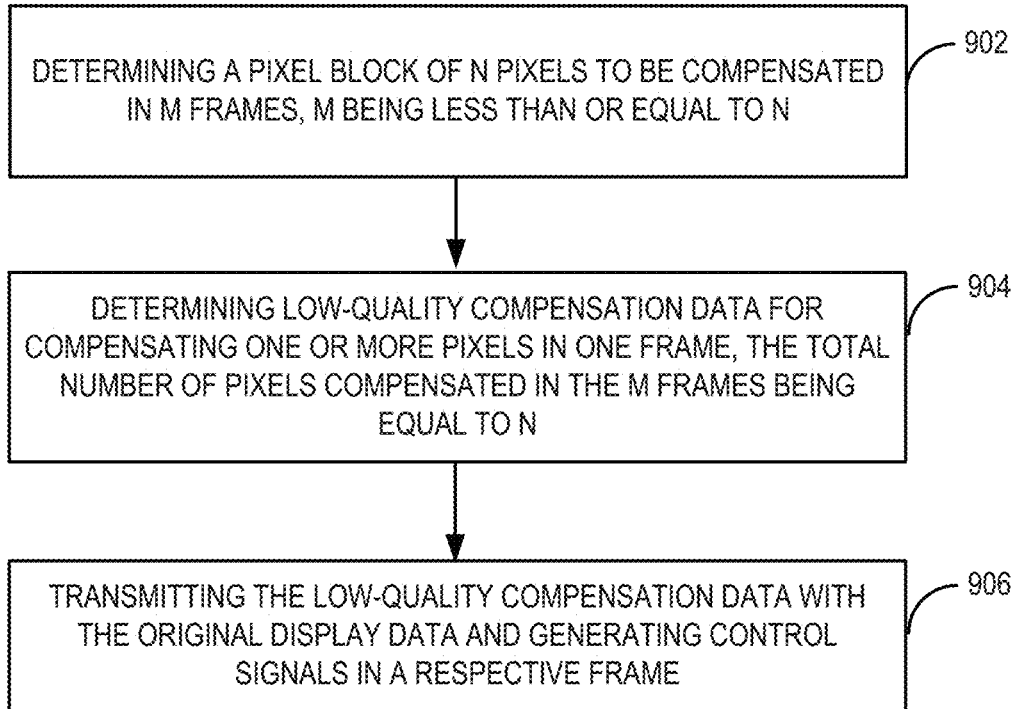 DETERMINING A PIXEL BLOCK OF N PIXELS TO BE COMPENSATED
IN M FRAMES, M BEING LESS THAN OR EQUAL TO N
902
DETERMINING LOW-QUALITY COMPENSATION DATA FOR
COMPENSATING ONE OR MORE PIXELS IN ONE FRAME, THE TOTAL
NUMBER OF PIXELS COMPENSATED IN THE M FRAMES BEING
EQUAL TO N
904
TRANSMITTING THE LOW-QUALITY COMPENSATION DATA WITH
THE ORIGINAL DISPLAY DATA AND GENERATING CONTROL
SIGNALS IN A RESPECTIVE FRAME
906